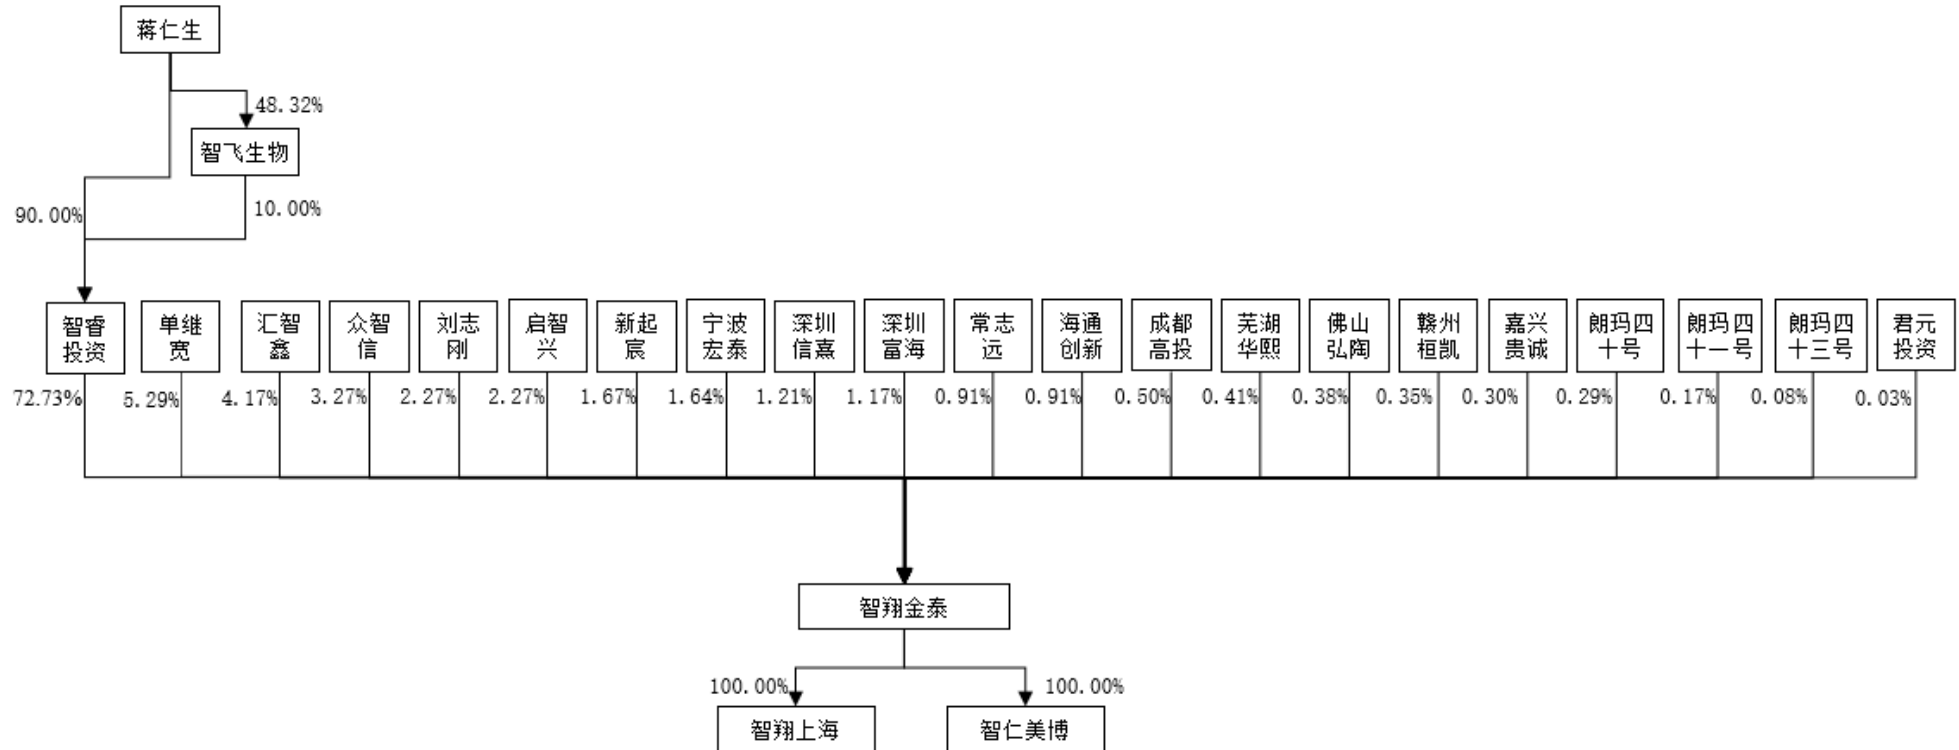 蒋仁生
48.32%
智飞生物
90.00%
10.00%
智睿
投资
单继
宽
汇智
鑫
众智
信
刘志
刚
启智
兴
新起
宸
宁波
宏泰
深圳
信熹
深圳
富海
常志
远
海通
创新
成都
高投
芜湖
华熙
佛山
弘陶
赣州
桓凯
嘉兴
贵诚
朗玛四
十号
朗玛四
十一号
朗玛四
十三号
君元
投资
72.73%
5.29%
4.17%
3.27%
2.27%
2.27%
1.67%
1.64%
1.21%
1.17%
0.91%
0.91%
0.50%
0.41%
0.38%
0.35%
0.30%
0.29%
0.17%
0.08%
0.03%
智翔金泰
100.00%
100.00%
智翔上海
智仁美博